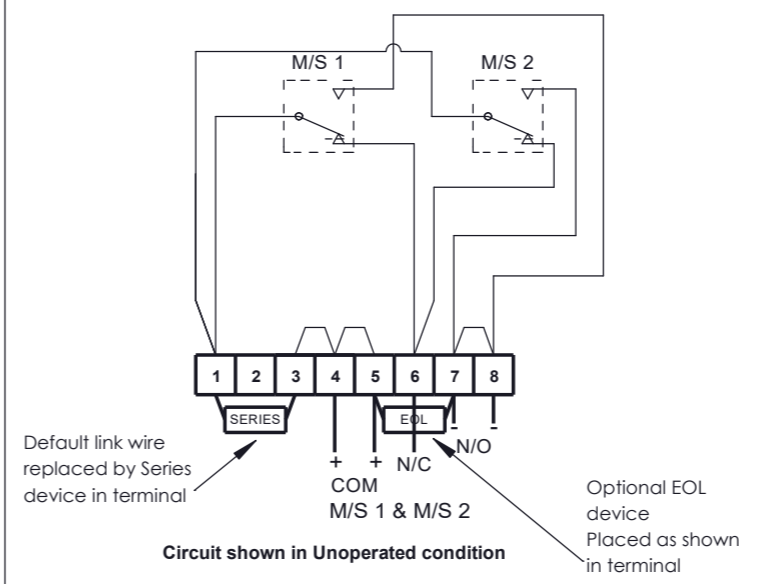 M/S 1
M/S 2
1 2 3 4 5 6 7 8
SERIES
EOL
- -
+ + N/C
N/O
COM
M/S 1 & M/S 2
Default link wire
replaced by Series
device in terminal
Optional EOL
device
Placed as shown
in terminal
Circuit shown in Unoperated condition